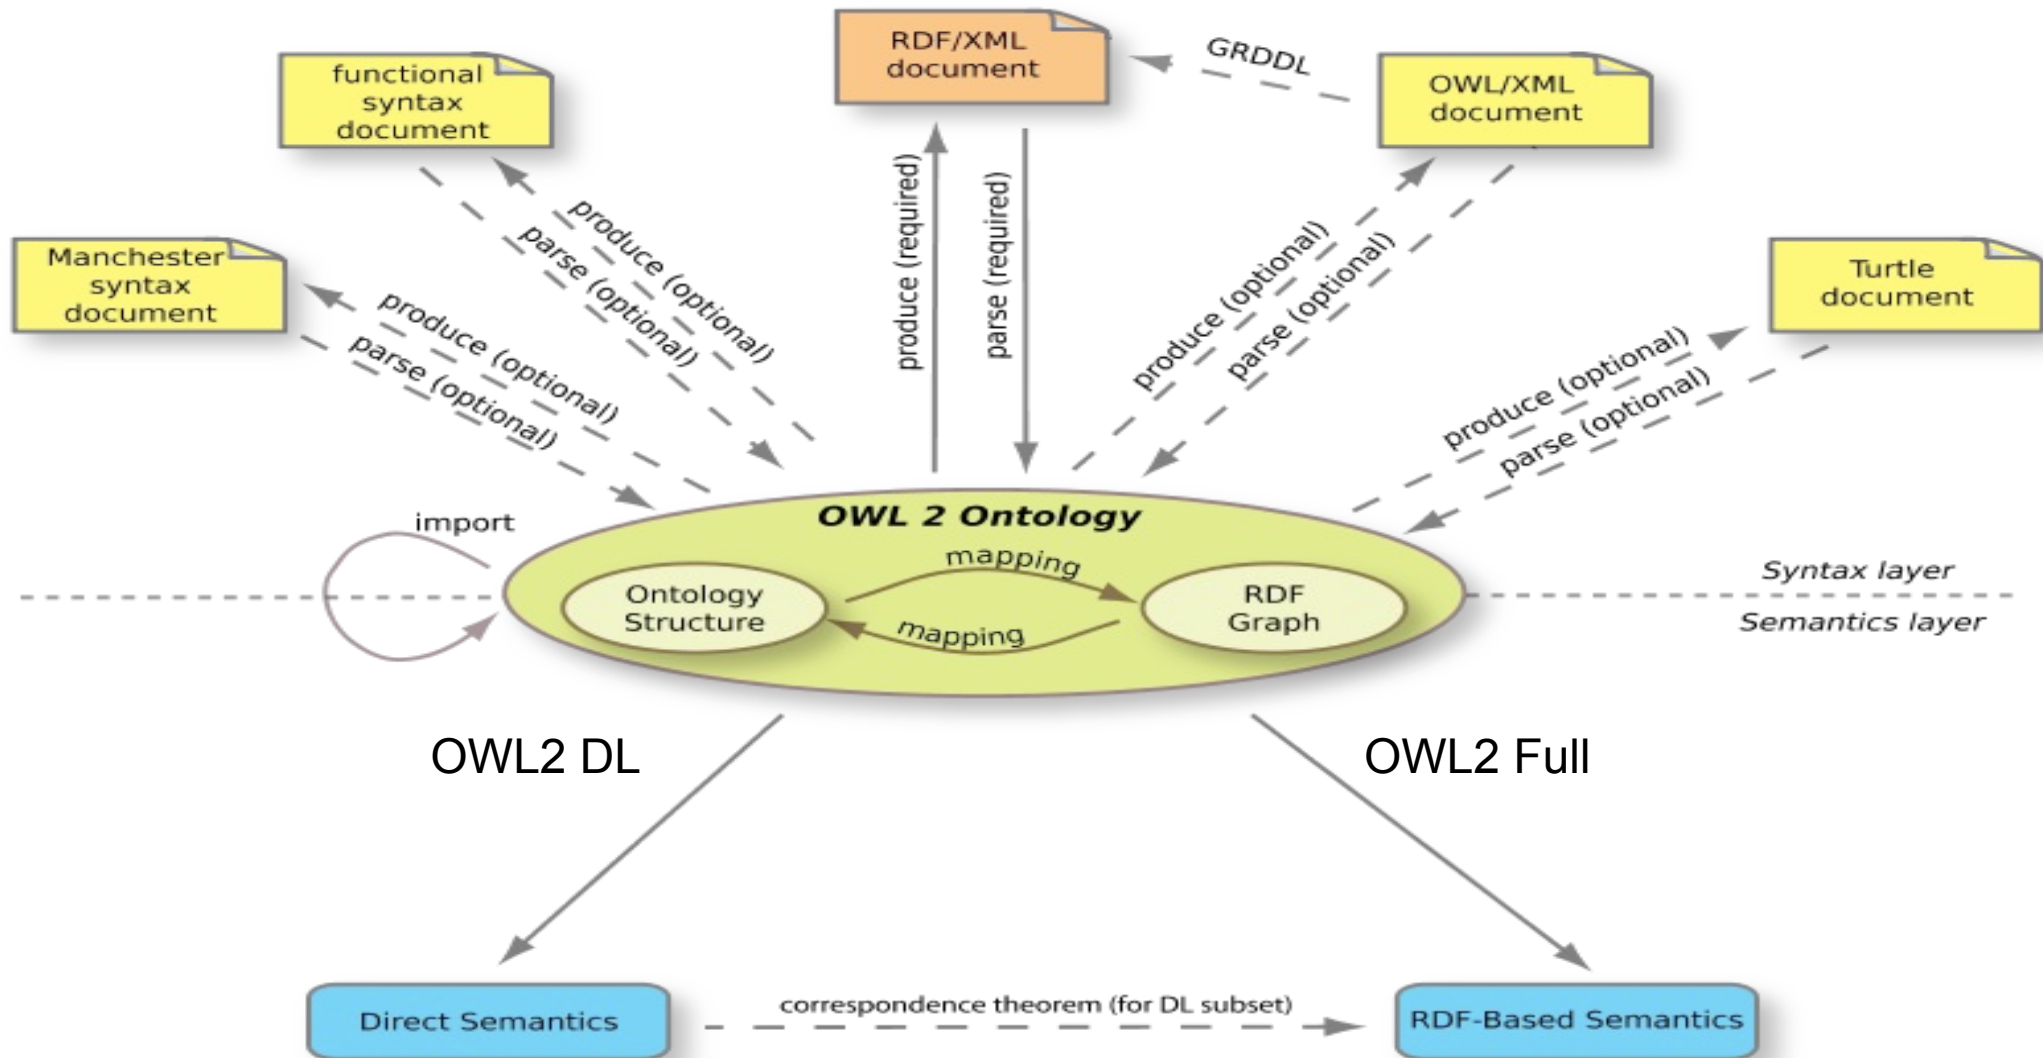 RDF/XML
document
GRDDL
functional
syntax
document
OWL/XML
document
Manchester
syntax
document
Turtle
document
produce (optional)
parse (optional)
produce (optional)
parse (optional)
produce (required)
parse (required)
produce (optional)
parse (optional)
produce (optional)
parse (optional)
import
OWL 2 Ontology
mapping
Ontology
Structure
RDF
Graph
mapping
Syntax layer
Semantics layer
OWL2 DL
OWL2 Full
Direct Semantics
correspondence theorem (for DL subset)
RDF-Based Semantics